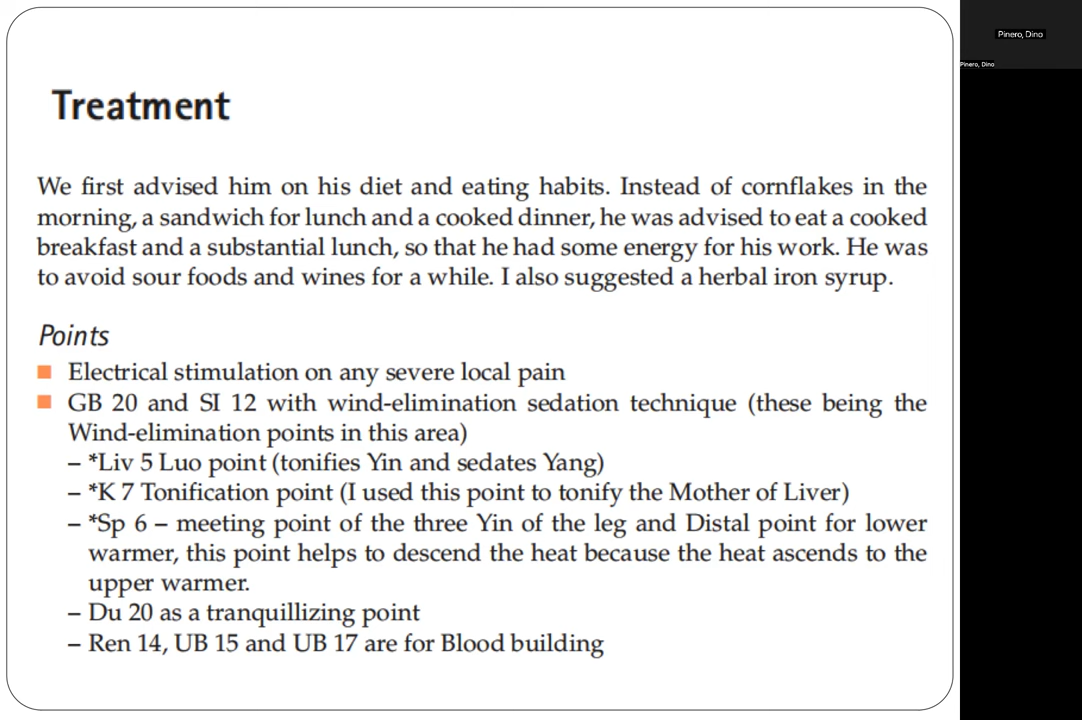 Treatment
We first advised him on his diet and eating habits. Instead of cornflakes in the
morning, a sandwich for lunch and a cooked dinner, he was advised to eat a cooked
breakfast and a substantial lunch, so that he had some energy for his work. He was
to avoid sour foods and wines for a while. I also suggested a herbal iron syrup.
Points
■ Electrical stimulation on any severe local pain
■ GB 20 and SI 12 with wind-elimination sedation technique (these being the
Wind-elimination points in this area)
– *Liv 5 Luo point (tonifies Yin and sedates Yang)
– *K 7 Tonification point (I used this point to tonify the Mother of Liver)
– *Sp 6 – meeting point of the three Yin of the leg and Distal point for lower
warmer, this point helps to descend the heat because the heat ascends to the
upper warmer.
– Du 20 as a tranquillizing point
– Ren 14, UB 15 and UB 17 are for Blood building
Pinero, Dino
Pinero, Dino